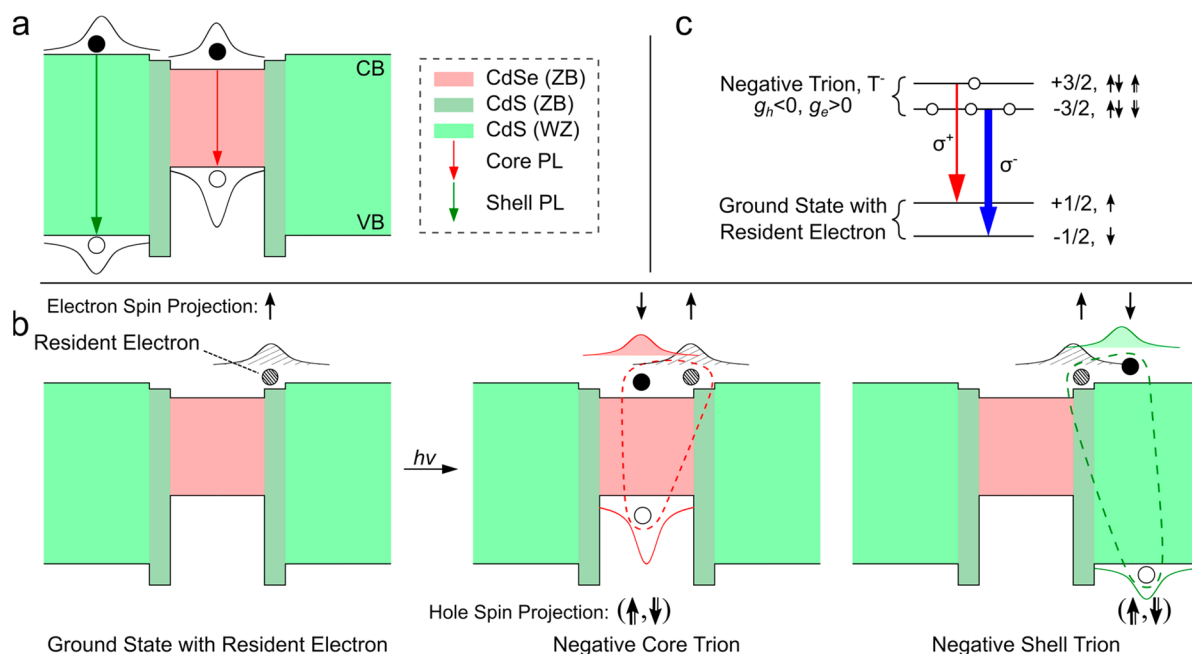 a
CB
VB
CdSe (ZB)
CdS (ZB)
CdS (WZ)
Core PL
Shell PL
c
Negative Trion, T⁻
gₕ<0, gₑ>0
+3/2,
-3/2,
σ⁺
σ⁻
Ground State with
Resident Electron
+1/2,
-1/2,
b
Electron Spin Projection:
Resident Electron
hν
Hole Spin Projection: ( , )
( , )
Ground State with Resident Electron
Negative Core Trion
Negative Shell Trion